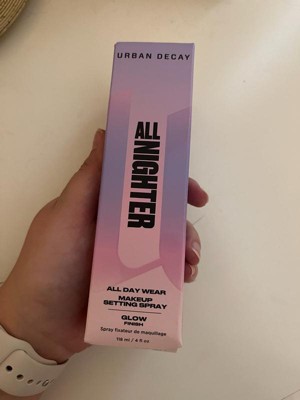 URBAN DECAY
ALL
NIGHTER
ALL DAY WEAR
MAKEUP
SETTING SPRAY
GLOW
FINISH
Spray fixateur de maquillage
118 ml / 4 fl oz